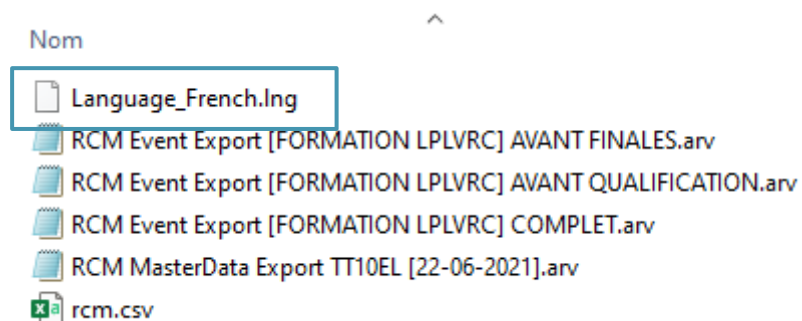 Nom
Language_French.lng
RCM Event Export [FORMATION LPLVRC] AVANT FINALES.arv
RCM Event Export [FORMATION LPLVRC] AVANT QUALIFICATION.arv
RCM Event Export [FORMATION LPLVRC] COMPLET.arv
RCM MasterData Export TT10EL [22-06-2021].arv
rcm.csv